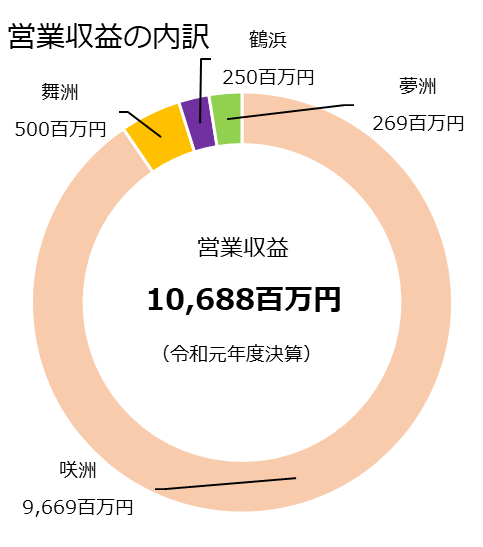 営業収益の内訳
鶴浜
250百万円
舞洲
500百万円
夢洲
269百万円
営業収益
10,688百万円
（令和元年度決算）
咲洲
9,669百万円